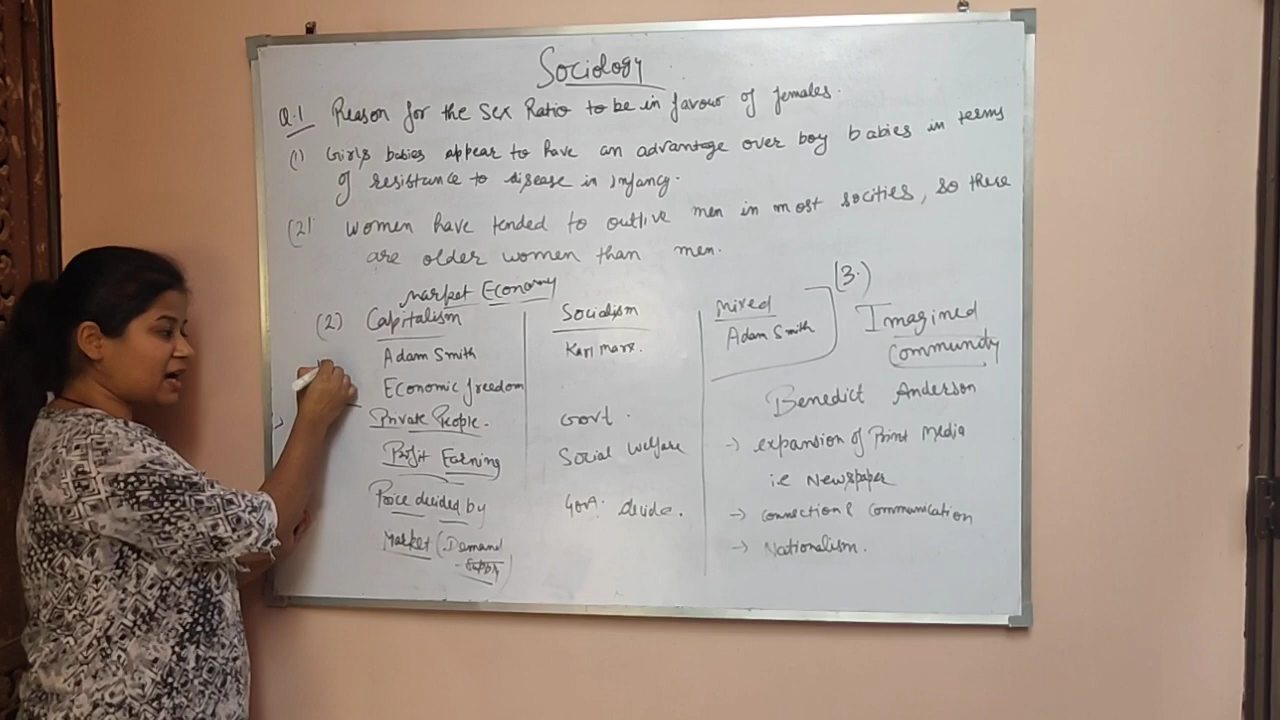 Sociology
Q.1 Reason for the Sex Ratio to be in favour of females.
(1) Girls babies appear to have an advantage over boy babies in terms
of resistance to disease in infancy.
(2) women have tended to outlive men in most socities, so there
are older women than men.
Market Economy
(2) Capitalism
Adam Smith
Economic freedom
Private People.
Profit Earning
Price decided by
Market (Demand
Supply)
Socialism
Karl Marx.
Govt.
Social Welfare
Govt. decide.
Mixed
Adam Smith
(3.)
Imagined
Community
Benedict Anderson
-> expansion of Print Media
i.e Newspaper
-> connection & communication
-> Nationalism.